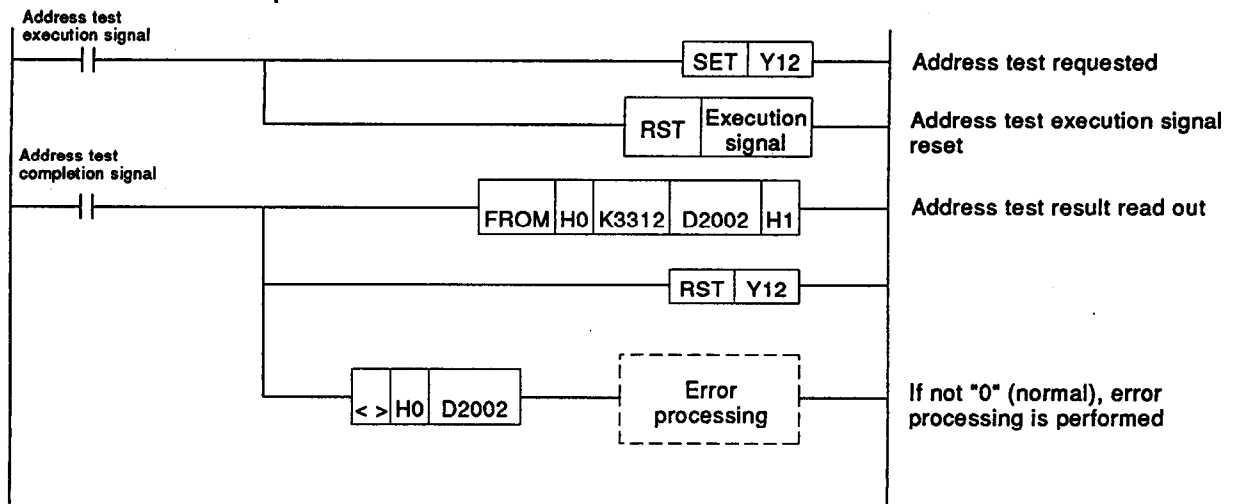 Address test
execution signal
SET Y12
Address test requested
RST Execution signal
Address test execution signal
reset
Address test
completion signal
FROM H0 K3312 D2002 H1
Address test result read out
RST Y12
< > H0 D2002
Error
processing
If not "0" (normal), error
processing is performed